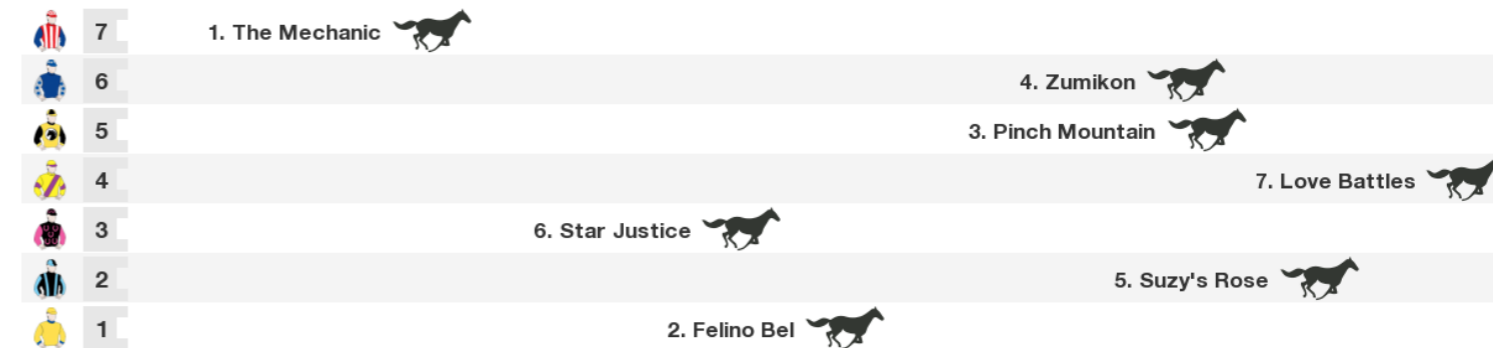 7 1. The Mechanic
6 4. Zumikon
5 3. Pinch Mountain
4 7. Love Battles
3 6. Star Justice
2 5. Suzy's Rose
1 2. Felino Bel